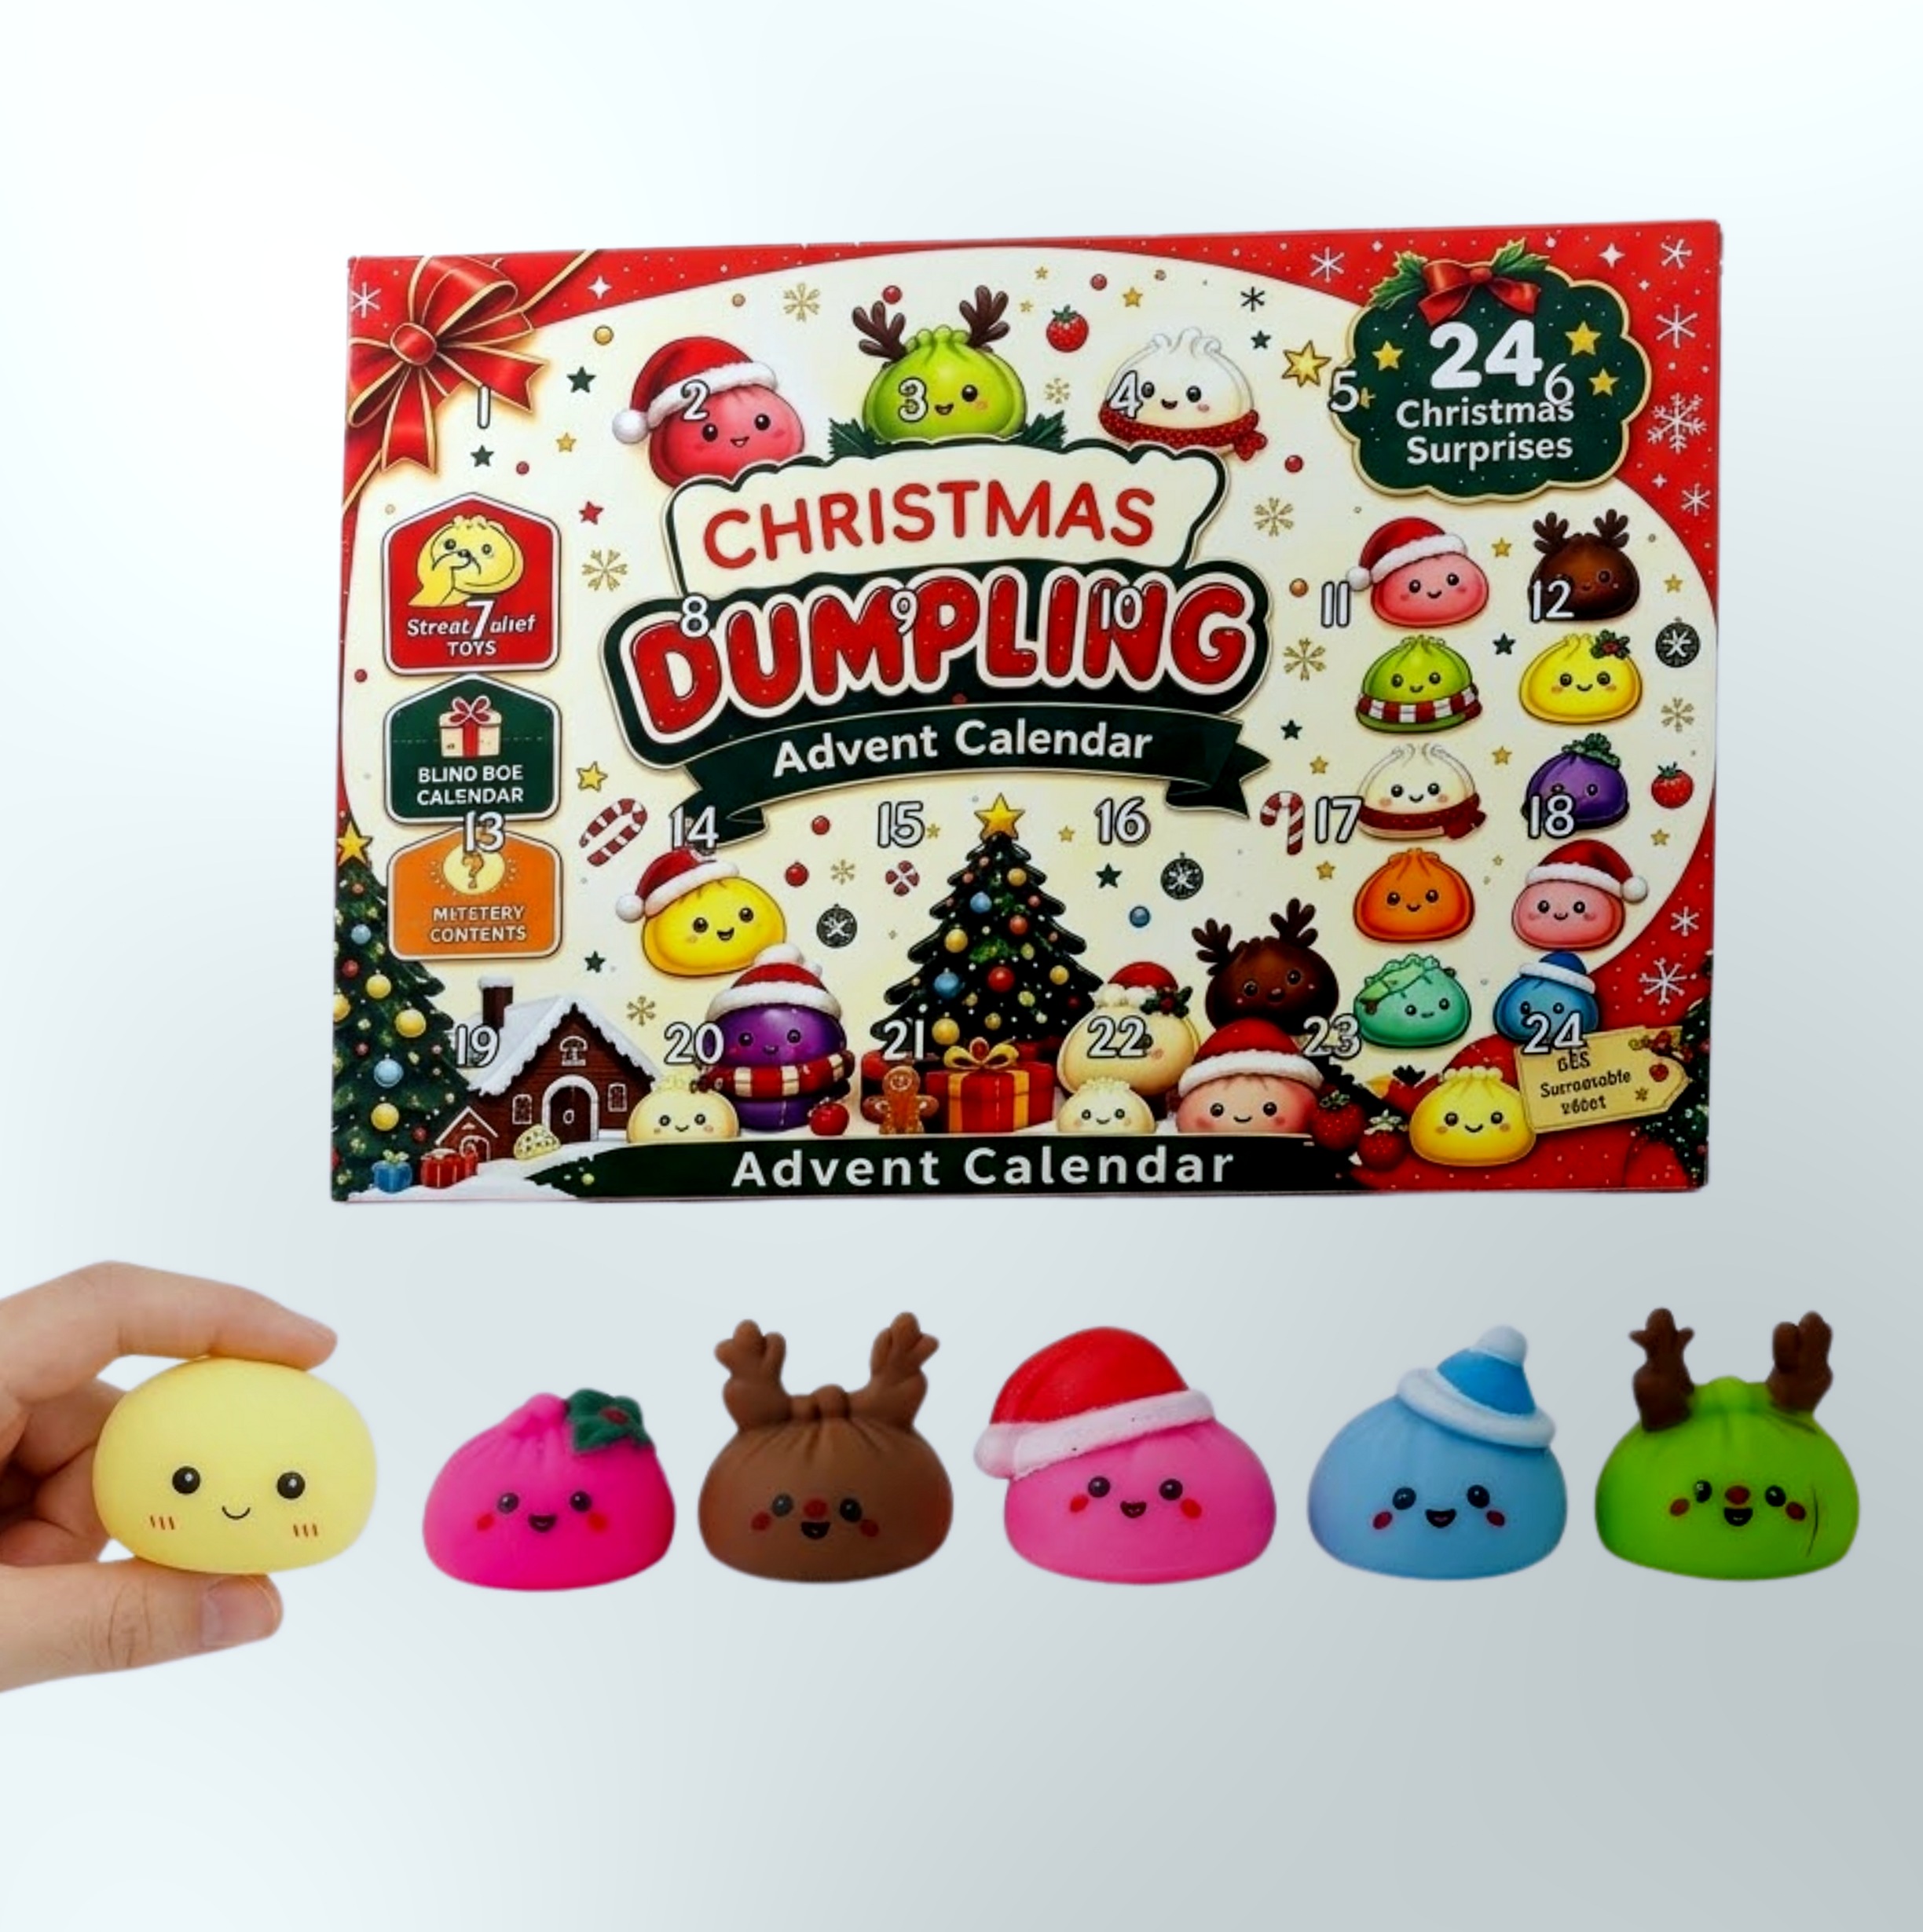 24
1
2
3
4
5
6
Christmas
Surprises
CHRISTMAS
7
TOYS
8
9
10
11
12
DUMPLING
Advent Calendar
BLIND BOE
CALENDAR
13
14
15
16
17
18
MITETERY
CONTENTS
19
20
21
22
23
24
Advent Calendar